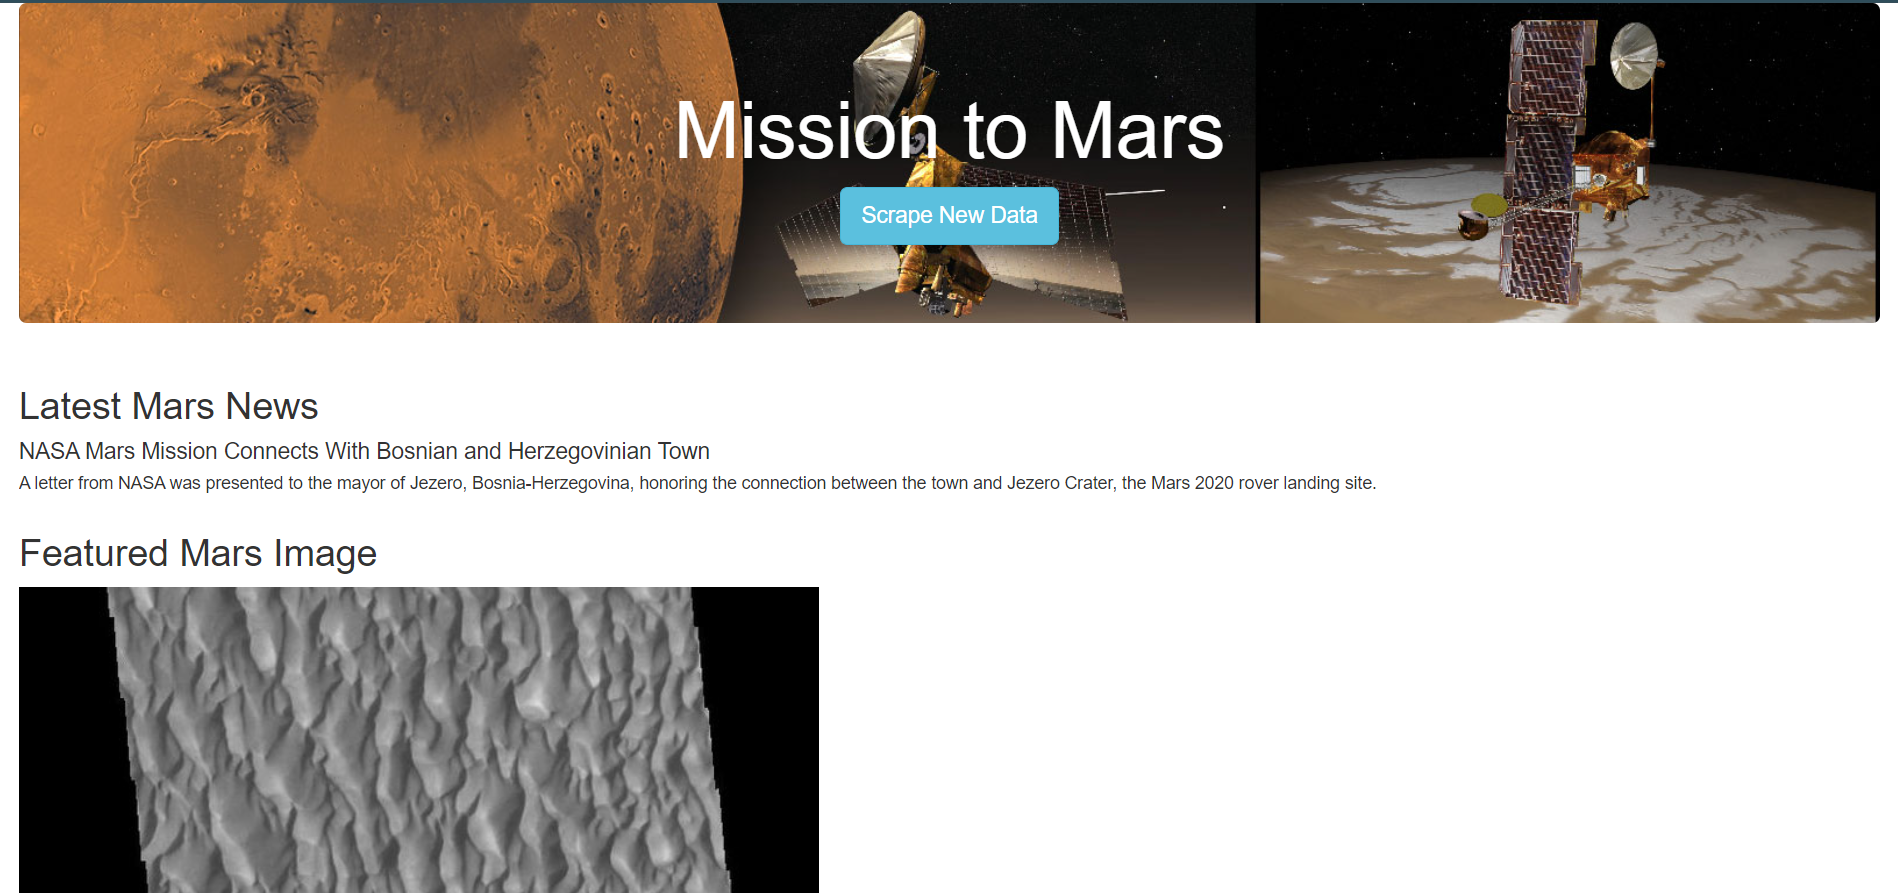 Mission to Mars
Scrape New Data
Latest Mars News
NASA Mars Mission Connects With Bosnian and Herzegovinian Town
A letter from NASA was presented to the mayor of Jezero, Bosnia-Herzegovina, honoring the connection between the town and Jezero Crater, the Mars 2020 rover landing site.
Featured Mars Image